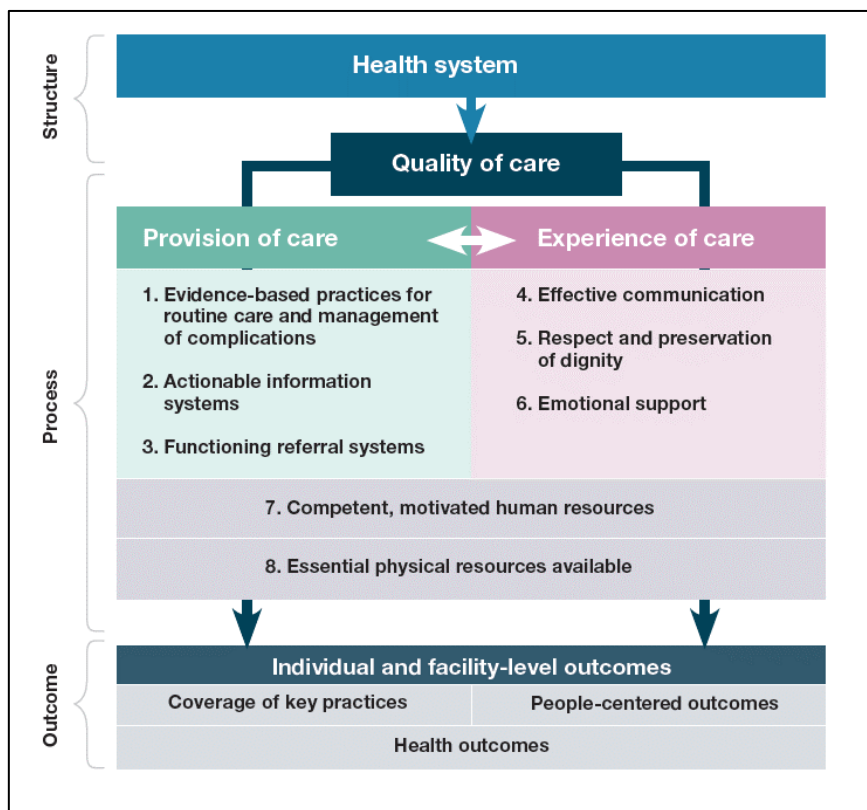 Structure
Health system
Quality of care
Process
Provision of care
Experience of care
1. Evidence-based practices for
routine care and management
of complications
2. Actionable information
systems
3. Functioning referral systems
4. Effective communication
5. Respect and preservation
of dignity
6. Emotional support
7. Competent, motivated human resources
8. Essential physical resources available
Outcome
Individual and facility-level outcomes
Coverage of key practices
People-centered outcomes
Health outcomes